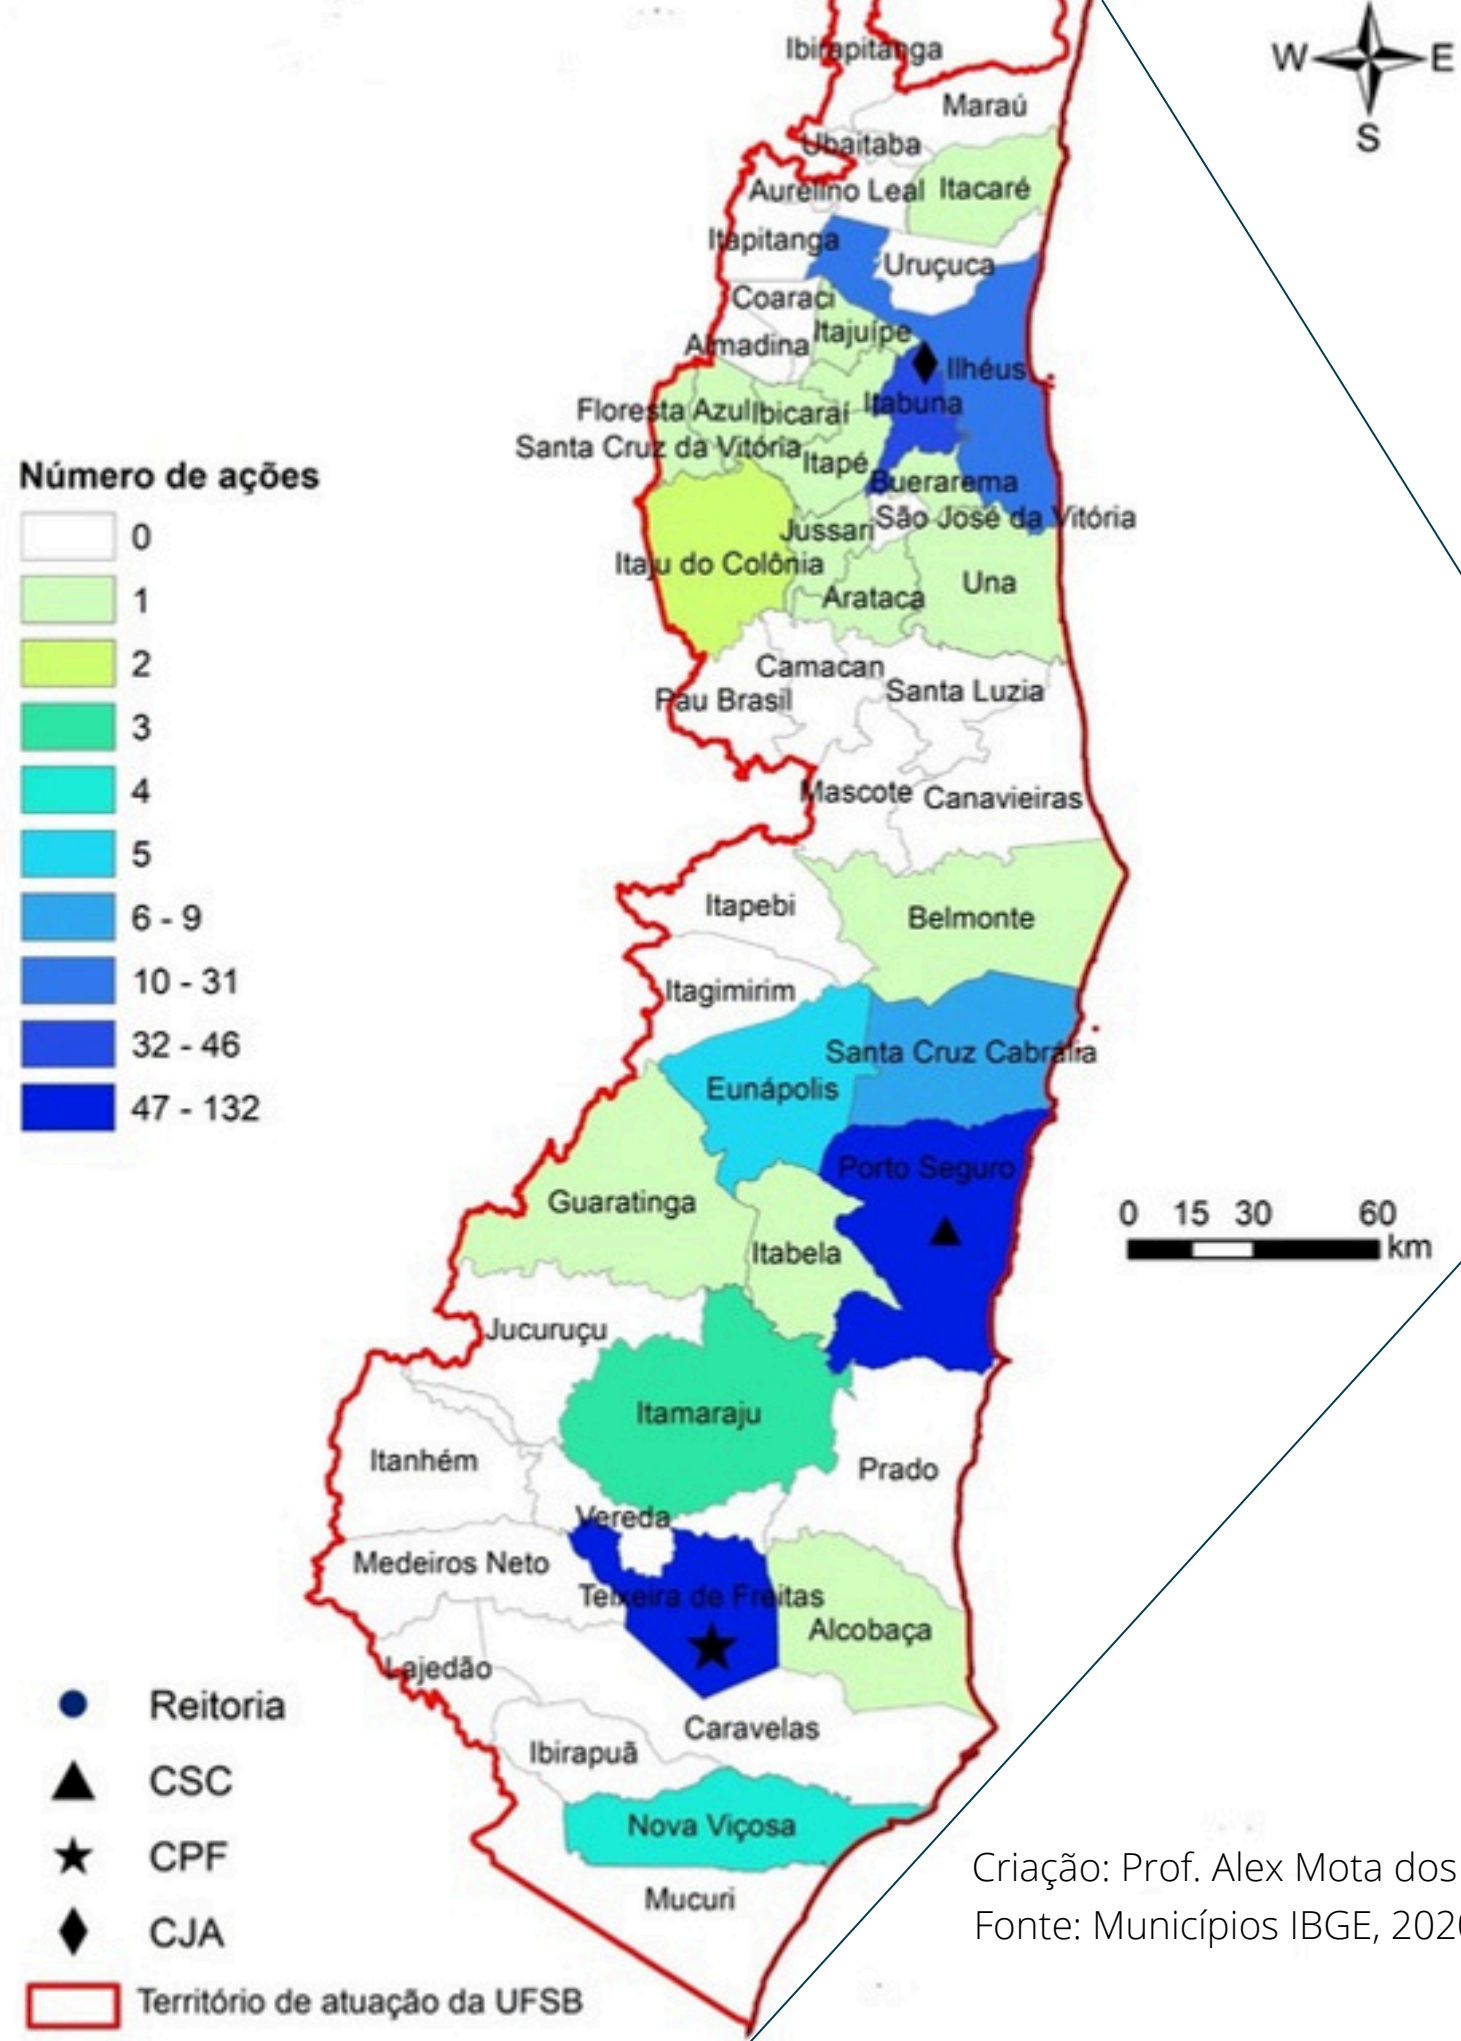 Ibirapitanga
W E
Maraú
S
Ubaitaba
Aurelino Leal Itacaré
Itapitanga
Uruçuca
Coaraci
Itajuípe
Almadina
Ilhéus
Itabuna
Floresta Azul Ibicaraí
Santa Cruz da Vitória
Itapé
Buerarema
São José da Vitória
Jussari
Itaju do Colônia
Una
Arataca
Camacan
Santa Luzia
Pau Brasil
Mascote Canavieiras
Itapebi
Belmonte
Itagimirim
Santa Cruz Cabrália
Eunápolis
Porto Seguro
Guaratinga
Itabela
Jucuruçu
Itamaraju
Itanhém
Prado
Vereda
Medeiros Neto
Teixeira de Freitas
Alcobaça
Lajedão
Caravelas
Ibirapuã
Nova Viçosa
Mucuri
Número de ações
0
1
2
3
4
5
6 - 9
10 - 31
32 - 46
47 - 132
0 15 30 60
km
Reitoria
CSC
CPF
CJA
Território de atuação da UFSB
Criação: Prof. Alex Mota dos
Fonte: Municípios IBGE, 202